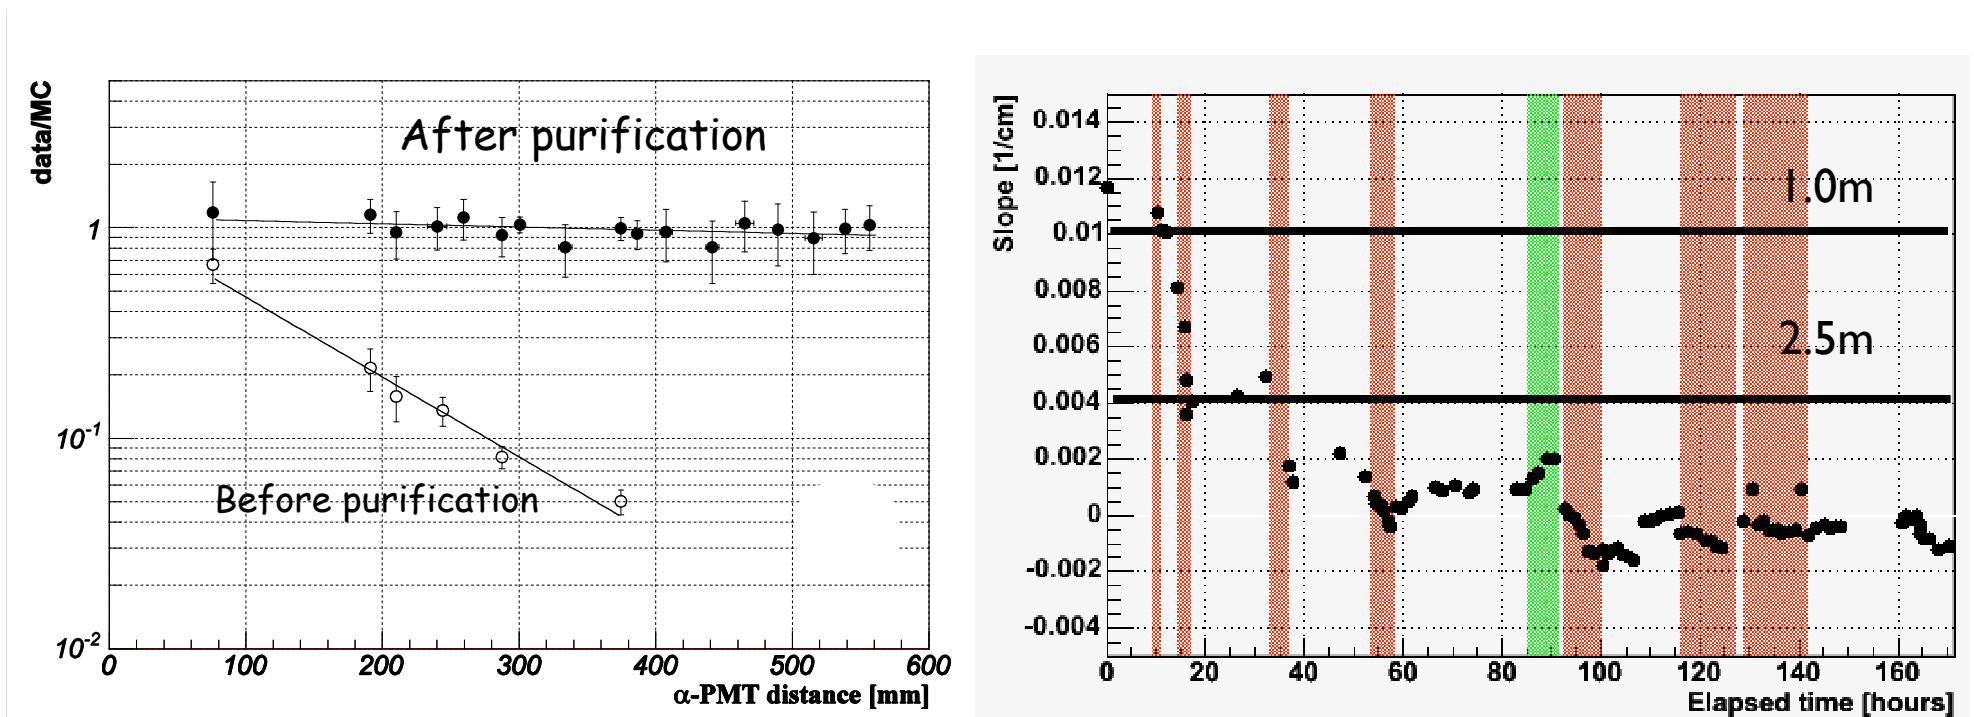 data/MC
After purification
Before purification
1
10-1
10-2
0 100 200 300 400 500 600
α-PMT distance [mm]
Slope [1/cm]
0.014
0.012
0.01
0.008
0.006
0.004
0.002
0
-0.002
-0.004
1.0m
2.5m
0 20 40 60 80 100 120 140 160
Elapsed time [hours]